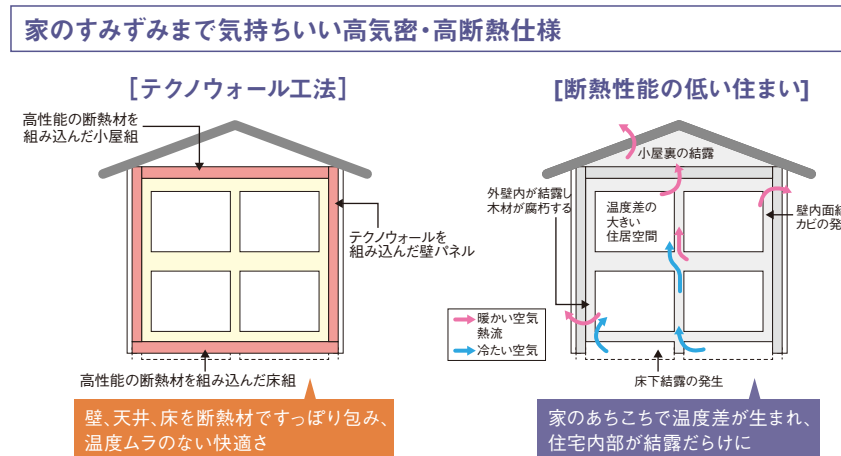 家のすみずみまで気持ちいい高気密・高断熱仕様
[テクノウォール工法]
高性能の断熱材を
組み込んだ小屋組
テクノウォールを
組み込んだ壁パネル
高性能の断熱材を組み込んだ床組
壁、天井、床を断熱材ですっぽり包み、
温度ムラのない快適さ
[断熱性能の低い住まい]
小屋裏の結露
外壁内が結露し
木材が腐朽する
温度差の
大きい
住居空間
壁内面結
カビの発
暖かい空気
熱流
冷たい空気
床下結露の発生
家のあちこちで温度差が生まれ、
住宅内部が結露だらけに